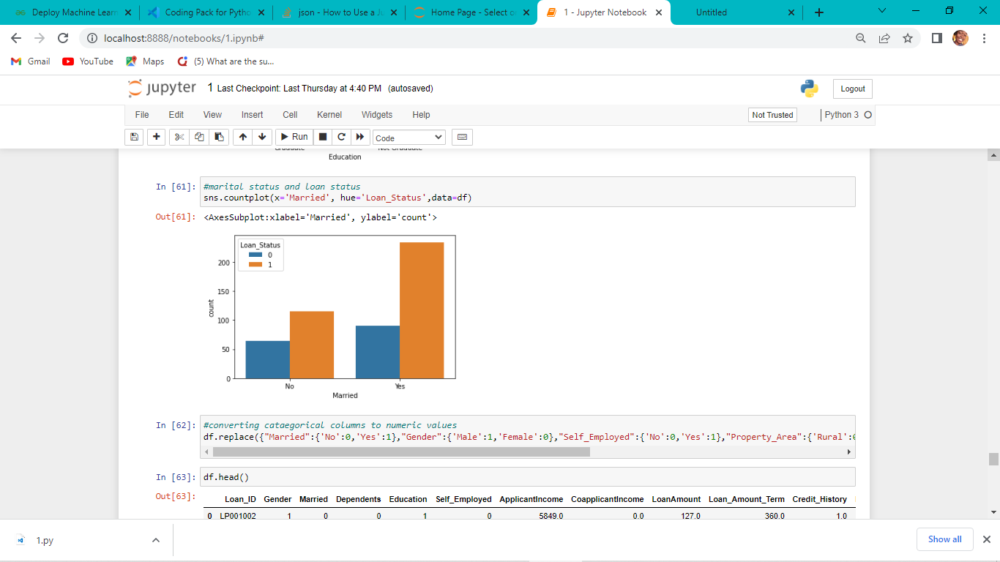 Deploy Machine Learn
Coding Pack for Pytho
json - How to Use a Ju
Home Page - Select o
1 - Jupyter Notebook
Untitled
localhost:8888/notebooks/1.ipynb#
Gmail
YouTube
Maps
(5) What are the su...
jupyter 1 Last Checkpoint: Last Thursday at 4:40 PM (autosaved)
Logout
File Edit View Insert Cell Kernel Widgets Help
Not Trusted
Python 3
Run
Code
Graduate Not Graduate
Education
In [61]: #marital status and loan status
sns.countplot(x='Married', hue='Loan_Status',data=df)
Out[61]: <AxesSubplot:xlabel='Married', ylabel='count'>
Loan_Status
0
1
200
150
100
50
0
count
No Yes
Married
In [62]: #converting cataegorical columns to numeric values
df.replace({"Married":{'No':0,'Yes':1},"Gender":{'Male':1,'Female':0},"Self_Employed":{'No':0,'Yes':1},"Property_Area":{'Rural':0
In [63]: df.head()
Out[63]:
Loan_ID Gender Married Dependents Education Self_Employed ApplicantIncome CoapplicantIncome LoanAmount Loan_Amount_Term Credit_History
0 LP001002 1 0 0 1 0 5849.0 0.0 127.0 360.0 1.0
1.py
Show all